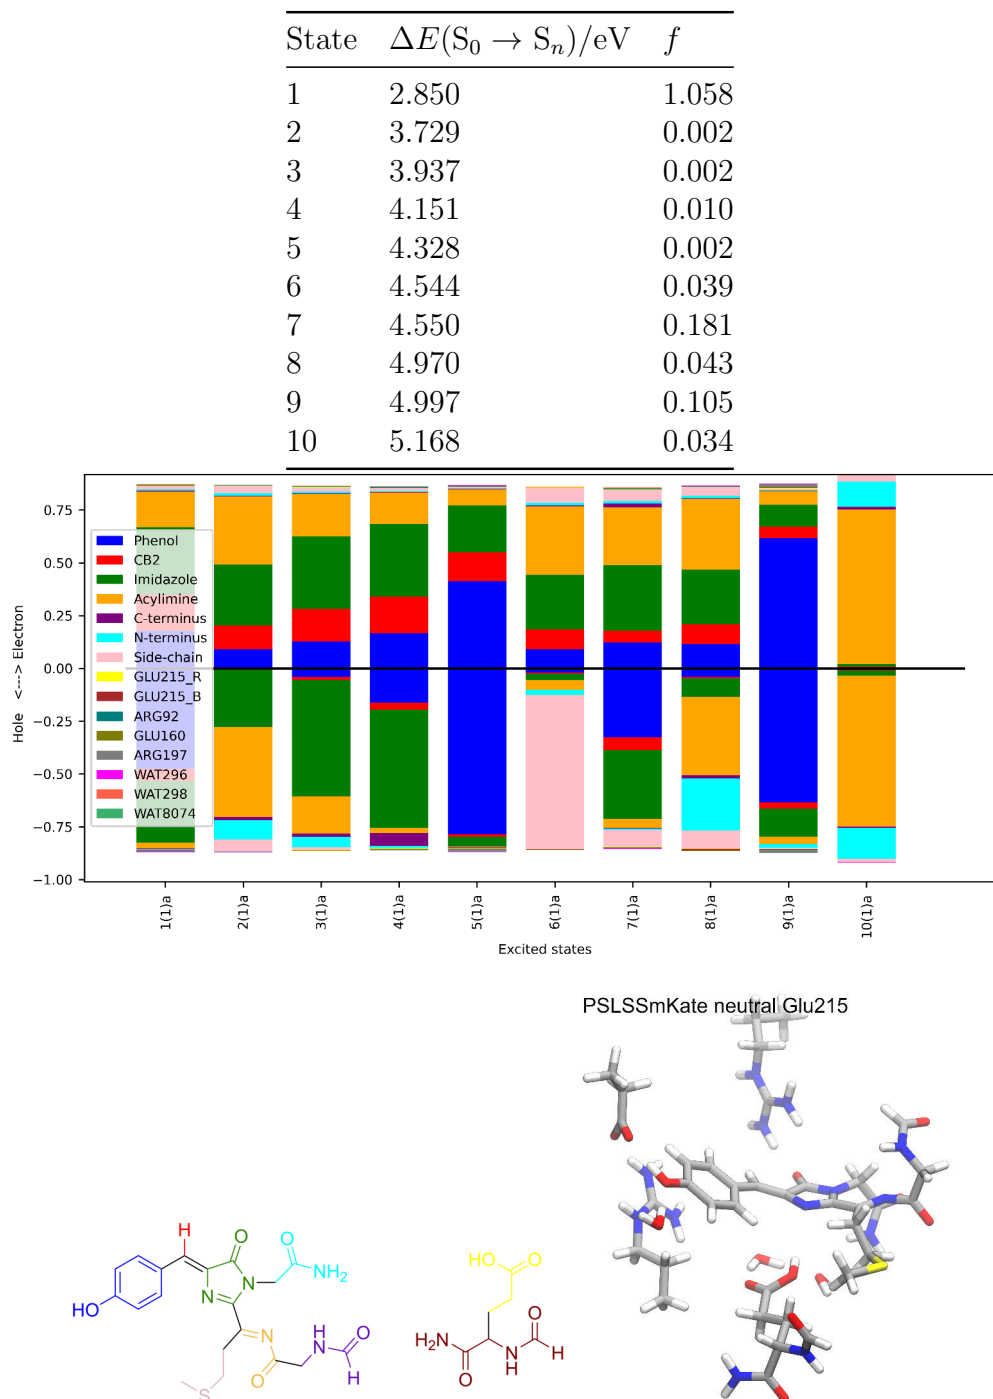 State ΔE(S₀ → Sₙ)/eV f
1 2.850 1.058
2 3.729 0.002
3 3.937 0.002
4 4.151 0.010
5 4.328 0.002
6 4.544 0.039
7 4.550 0.181
8 4.970 0.043
9 4.997 0.105
10 5.168 0.034
0.75
0.50
0.25
0.00
−0.25
−0.50
−0.75
−1.00
Hole <---> Electron
Phenol
CB2
Imidazole
Acylimine
C-terminus
N-terminus
Side-chain
GLU215_R
GLU215_B
ARG92
GLU160
ARG197
WAT296
WAT298
WAT8074
1(1)a
2(1)a
3(1)a
4(1)a
5(1)a
6(1)a
7(1)a
8(1)a
9(1)a
10(1)a
Excited states
PSLSSmKate neutral Glu215
H
O
O
NH₂
N
N
HO
N
O
H
N
O
H
S
HO
O
H₂N
O
N
H
O
H